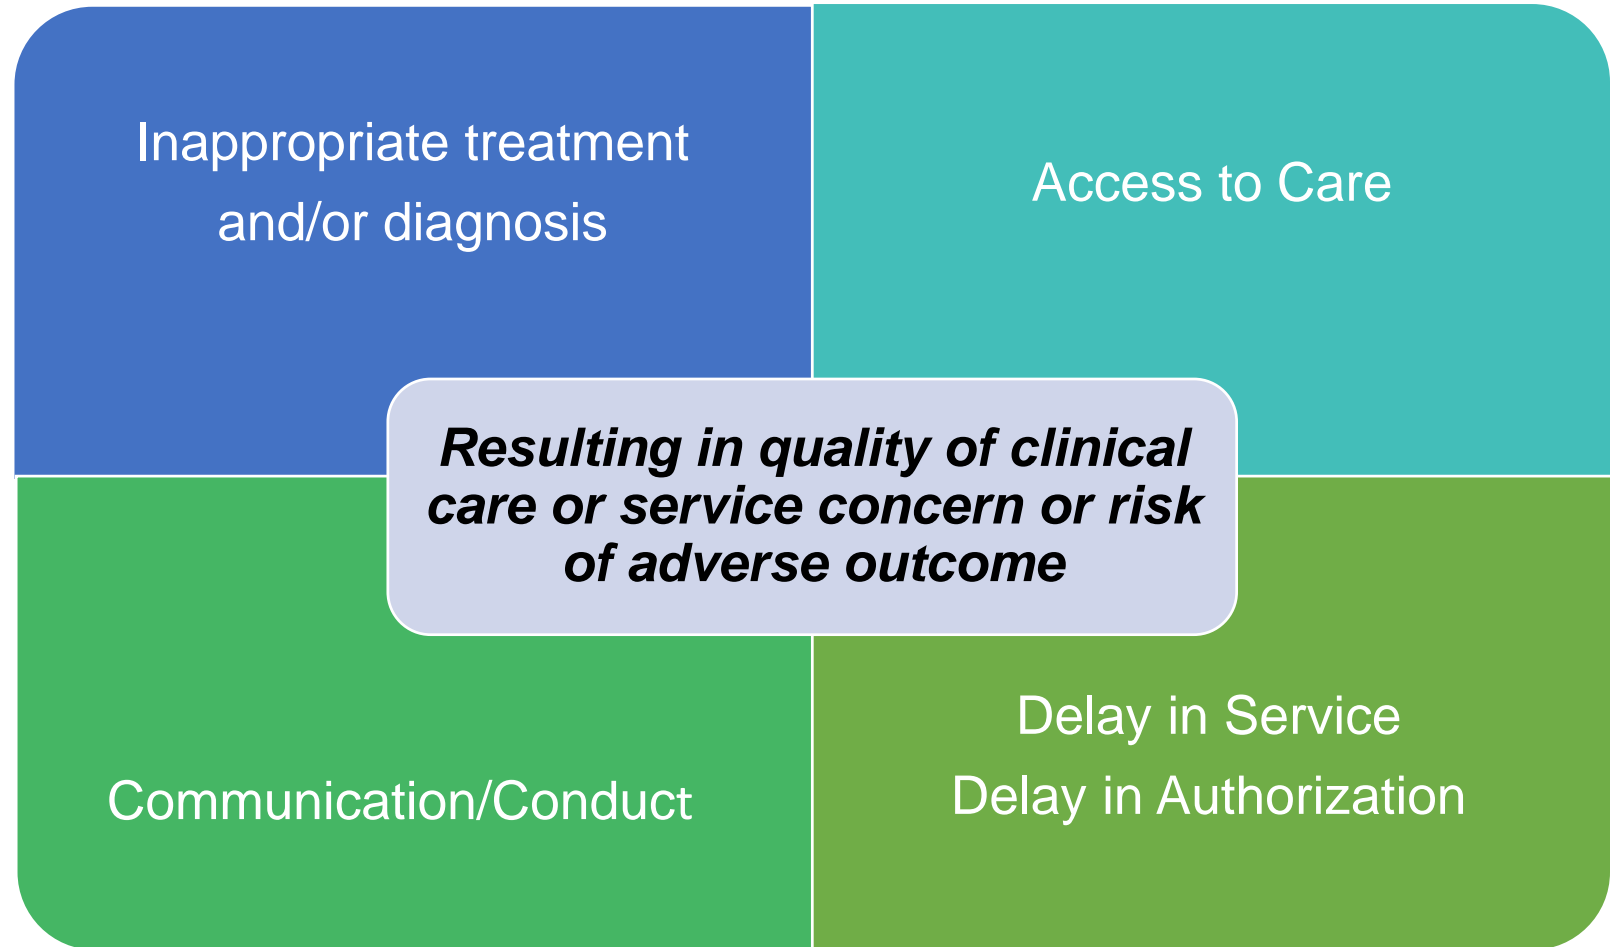 Inappropriate treatment
and/or diagnosis
Access to Care
Resulting in quality of clinical
care or service concern or risk
of adverse outcome
Communication/Conduct
Delay in Service
Delay in Authorization